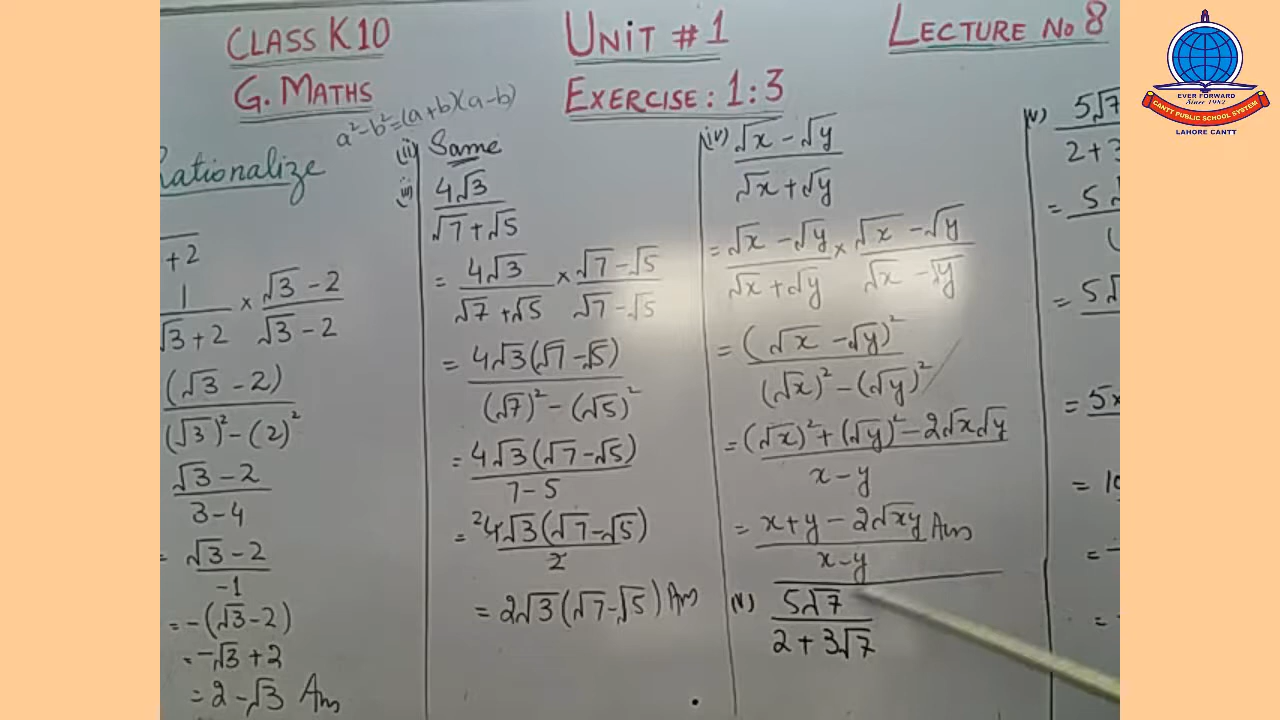 CLASS K10
G. MATHS
UNIT # 1
EXERCISE: 1:3
LECTURE No 8
EVER FORWARD
Since 1982
CANTT PUBLIC SCHOOL SYSTEM
LAHORE CANTT
a²-b²=(a+b)(a-b)
Rationalize
+2
1/(√3+2) × (√3-2)/(√3-2)
(√3-2)/((√3)²-(2)²)
(√3-2)/(3-4)
= (√3-2)/-1
= -(√3-2)
= -√3+2
= 2-√3 Ans
(ii) Same
(iii) 4√3/(√7+√5)
= 4√3/(√7+√5) × (√7-√5)/(√7-√5)
= 4√3(√7-√5)/((√7)²-(√5)²)
= 4√3(√7-√5)/(7-5)
= ²4√3(√7-√5)/2
= 2√3(√7-√5) Ans
(iv) (√x-√y)/(√x+√y)
= (√x-√y)/(√x+√y) × (√x-√y)/(√x-√y)
= (√x-√y)²/((√x)²-(√y)²)
= ((√x)²+(√y)²-2√x√y)/(x-y)
= (x+y-2√xy)/(x-y) Ans
(v) 5√7/(2+3√7)
v) 5√7
2+3
= 5√
= 5√
= 5×
= 10
=
=